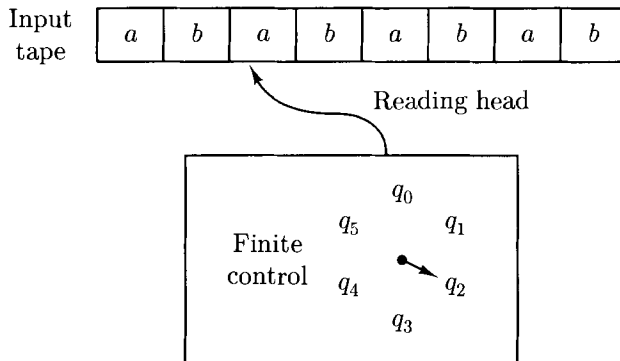 Input
tape
a b a b a b a b
Reading head
q₀
q₅ q₁
Finite
control
q₄ q₂
q₃